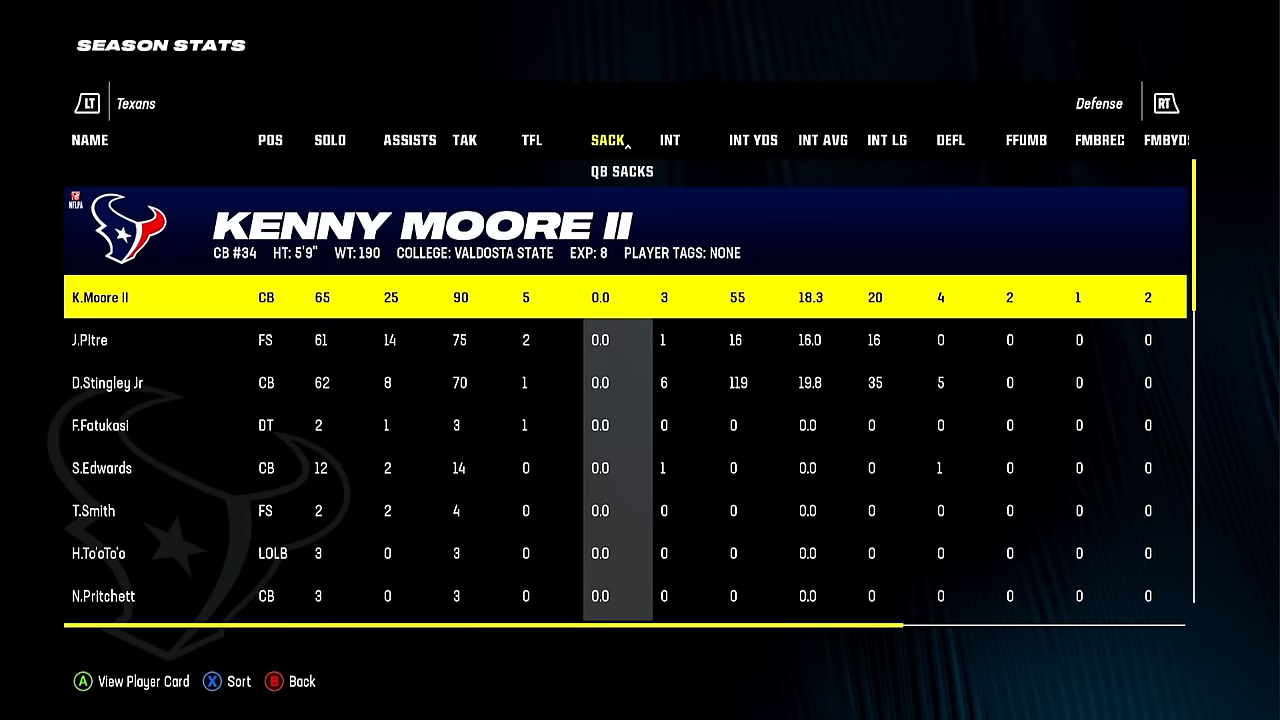 SEASON STATS
LT Texans Defense RT
NAME POS SOLO ASSISTS TAK TFL SACK INT INT YDS INT AVG INT LG DEFL FFUMB FMBREC FMBYDS
QB SACKS
NFLPA
KENNY MOORE II
CB #34 HT: 5'9" WT: 190 COLLEGE: VALDOSTA STATE EXP: 8 PLAYER TAGS: NONE
K.Moore II CB 65 25 90 5 0.0 3 55 18.3 20 4 2 1 2
J.Pitre FS 61 14 75 2 0.0 1 16 16.0 16 0 0 0 0
D.Stingley Jr CB 62 8 70 1 0.0 6 119 19.8 35 5 0 0 0
F.Fatukasi DT 2 1 3 1 0.0 0 0 0.0 0 0 0 0 0
S.Edwards CB 12 2 14 0 0.0 1 0 0.0 0 1 0 0 0
T.Smith FS 2 2 4 0 0.0 0 0 0.0 0 0 0 0 0
H.To'oTo'o LOLB 3 0 3 0 0.0 0 0 0.0 0 0 0 0 0
N.Pritchett CB 3 0 3 0 0.0 0 0 0.0 0 0 0 0 0
A View Player Card X Sort B Back